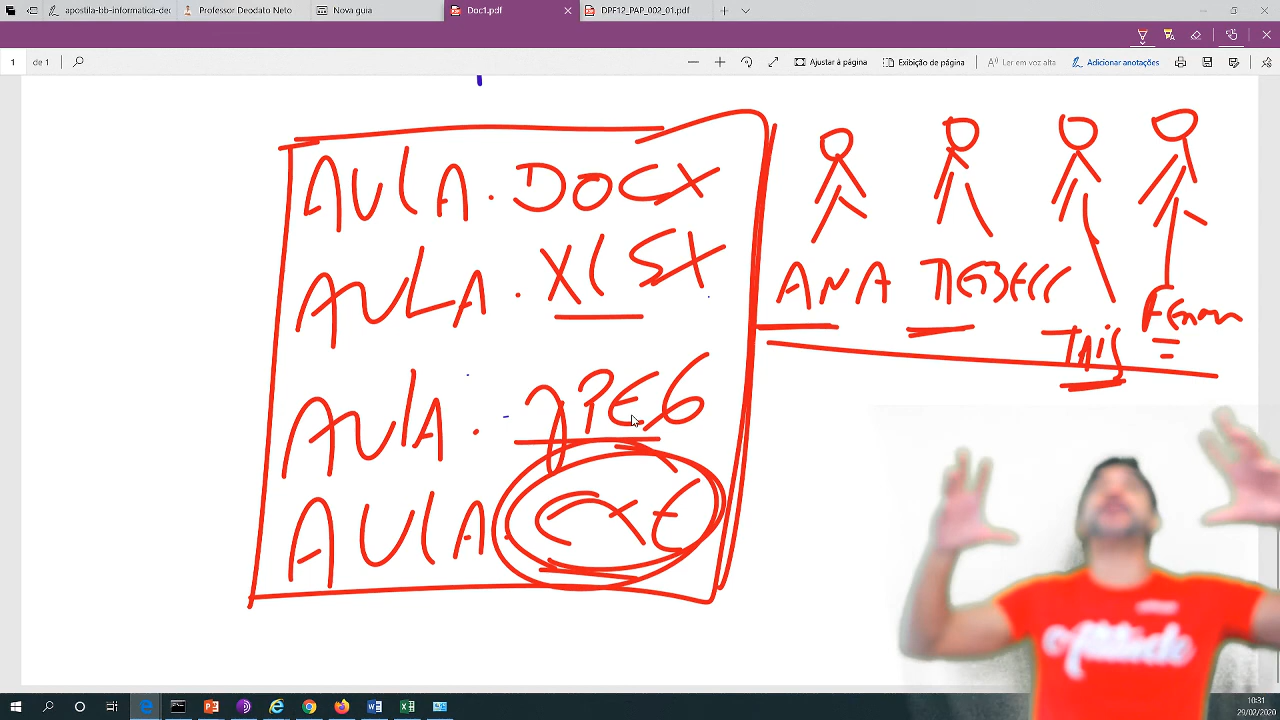 apostila-bb-informatica-dec
Professor Deodato Neto
Nova guia
Doc1.pdf
DPF12_PAP_002_01.pdf
1 de 1
Ajustar à página
Exibição de página
Ler em voz alta
Adicionar anotações
AULA.DOCX
AULA.XLSX
AULA.JPEG
AULA.EXE
ANA
TAIS
10:31
29/02/2020